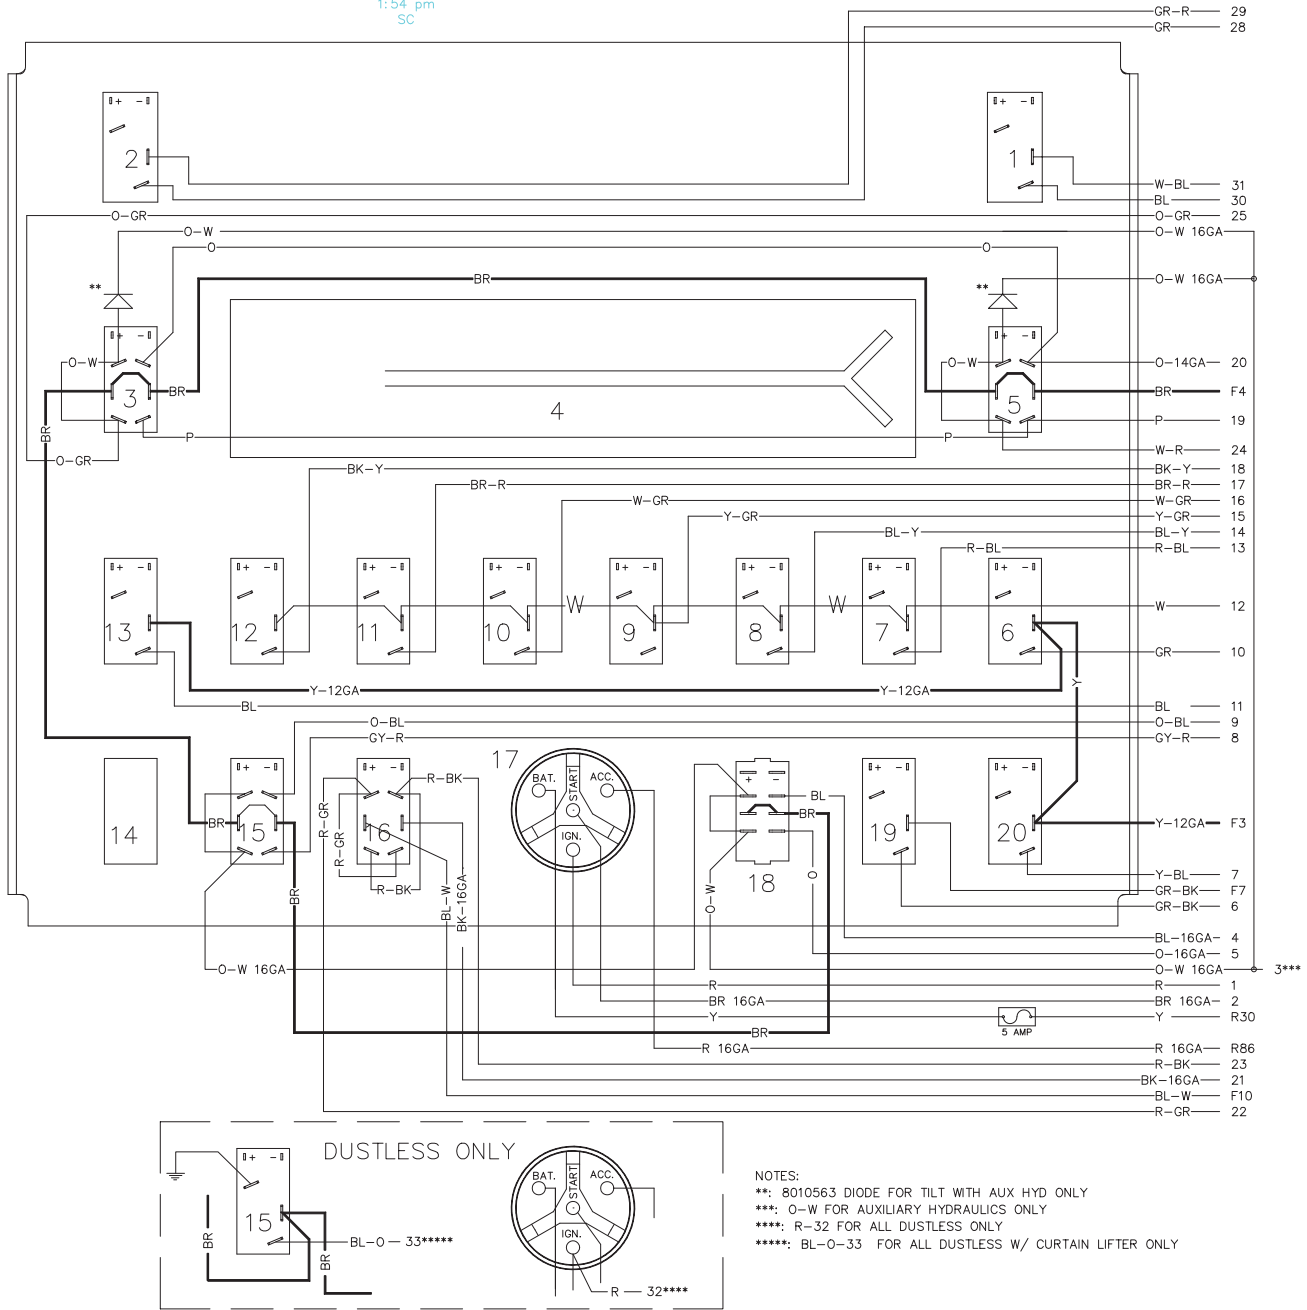 1:54 pm
SC
GR-R 29
GR 28
+ -
+ -
2
1
W-BL 31
BL 30
O-GR O-GR 25
O-W O-W 16GA
O O
** BR ** O-W 16GA
+ -
+ -
O-W O-W O-14GA 20
3 BR 5 BR F4
4
P P P 19
BR
O-GR W-R 24
BK-Y BK-Y 18
BR-R BR-R 17
W-GR W-GR 16
Y-GR Y-GR 15
BL-Y BL-Y 14
R-BL R-BL 13
+ - + - + - + - + - + - + - + -
W W W 12
13 12 11 10 9 8 7 6
GR 10
Y-12GA Y-12GA Y
BL BL 11
O-BL O-BL 9
GY-R GY-R 8
17
+ - + - + - + - + -
R-BK BAT. START ACC.
BL
R-GR
R-GR
14 BR 15 16 IGN. BR 19 20 Y-12GA F3
18
R-BK
BR BL-W BK-16GA O-W O
Y-BL 7
GR-BK F7
GR-BK 6
BL-16GA 4
O-16GA 5
O-W 16GA O-W 16GA 3***
R R 1
BR 16GA BR 16GA 2
Y Y R30
BR 5 AMP
R 16GA R 16GA R86
R-BK 23
BK-16GA 21
BL-W F10
R-GR 22
DUSTLESS ONLY
+ -
BAT. START ACC.
15
IGN.
BR BR
BL-O 33*****
R 32****
NOTES:
**: 8010563 DIODE FOR TILT WITH AUX HYD ONLY
***: O-W FOR AUXILIARY HYDRAULICS ONLY
****: R-32 FOR ALL DUSTLESS ONLY
*****: BL-O-33 FOR ALL DUSTLESS W/ CURTAIN LIFTER ONLY